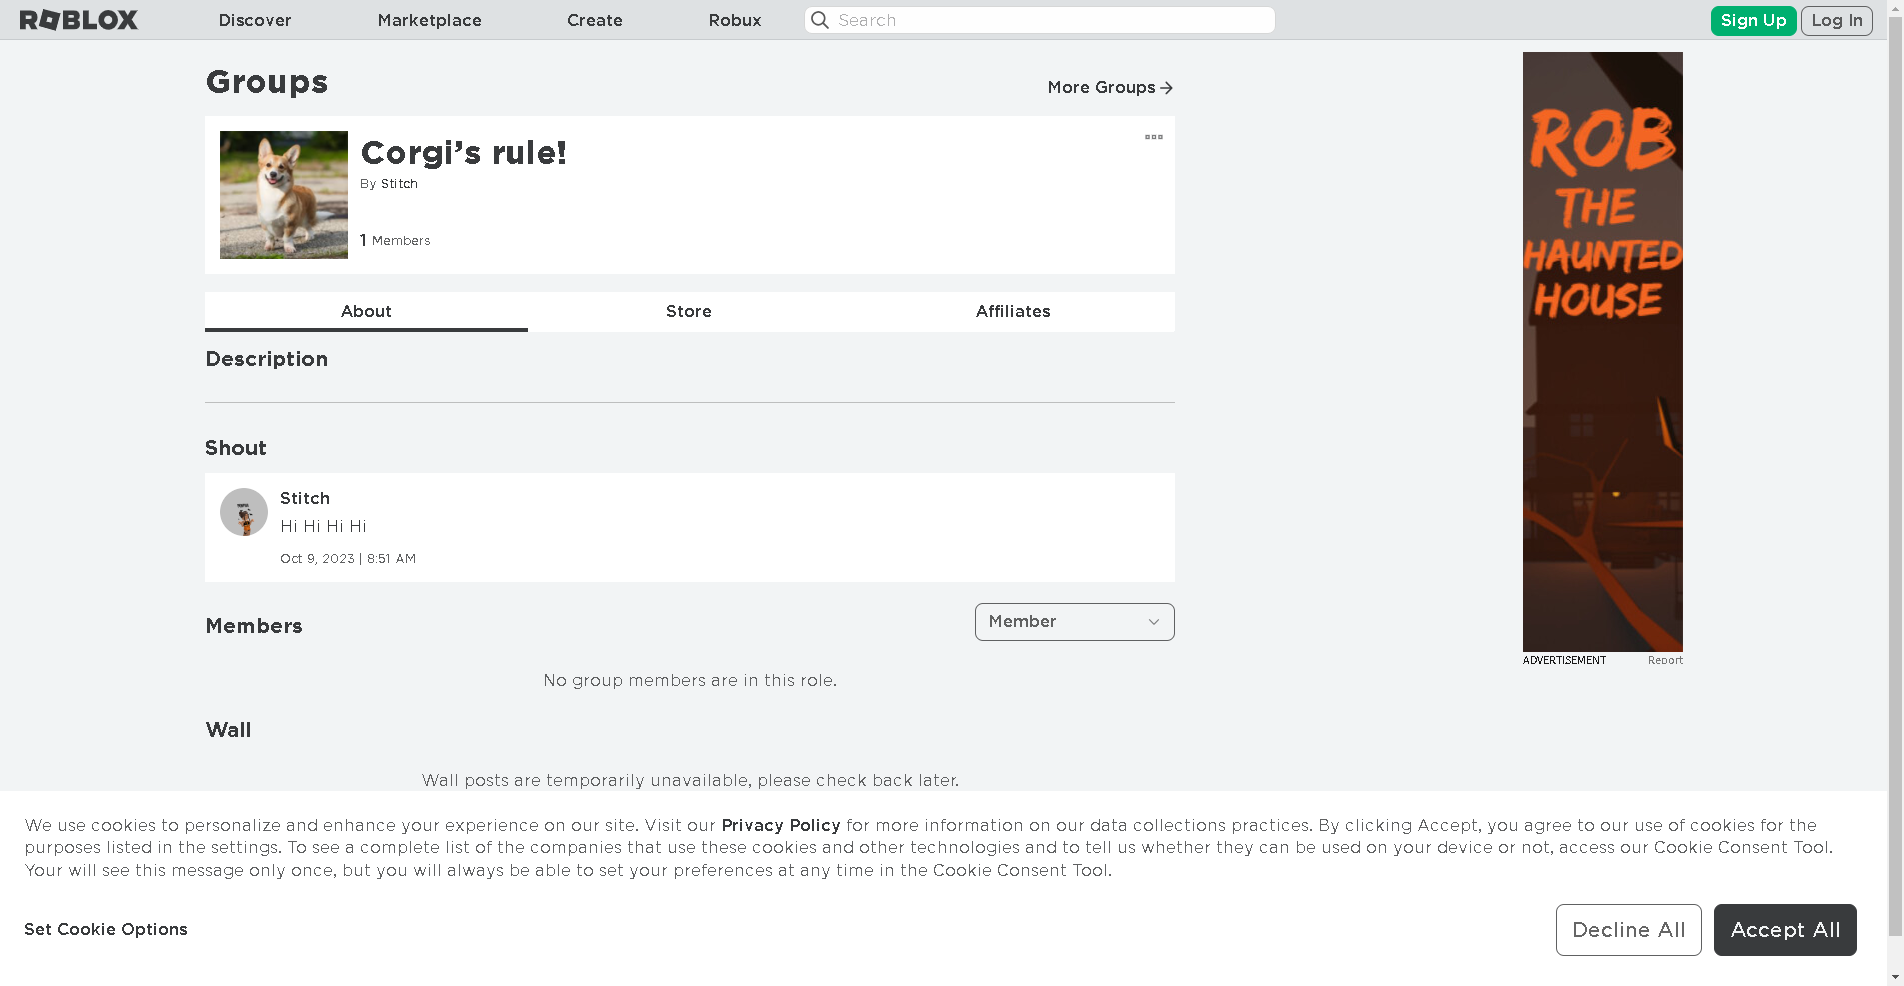 ROBLOX
Discover
Marketplace
Create
Robux
Search
Sign Up
Log In
Groups
More Groups
Corgi's rule!
By Stitch
1 Members
About
Store
Affiliates
Description
Shout
Stitch
Hi Hi Hi Hi
Oct 9, 2023 | 8:51 AM
Members
Member
No group members are in this role.
Wall
Wall posts are temporarily unavailable, please check back later.
ROB
THE
HAUNTED
HOUSE
ADVERTISEMENT
Report
We use cookies to personalize and enhance your experience on our site. Visit our Privacy Policy for more information on our data collections practices. By clicking Accept, you agree to our use of cookies for the
purposes listed in the settings. To see a complete list of the companies that use these cookies and other technologies and to tell us whether they can be used on your device or not, access our Cookie Consent Tool.
Your will see this message only once, but you will always be able to set your preferences at any time in the Cookie Consent Tool.
Set Cookie Options
Decline All
Accept All